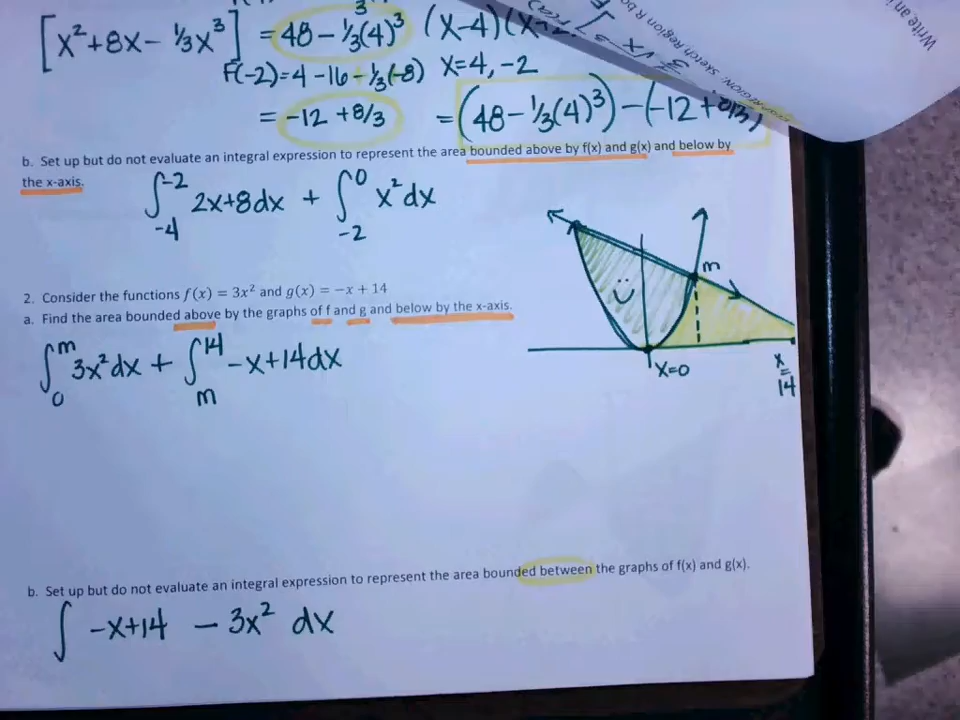 [x²+8x- ⅓x³] = 48 - ⅓(4)³ (x-4)(x
F(-2)=4-16-⅓(-8) x=4, -2
= -12 +8/3 = (48-⅓(4)³)-(-12+8/3)
b. Set up but do not evaluate an integral expression to represent the area bounded above by f(x) and g(x) and below by
the x-axis.
∫₋₄⁻² 2x+8dx + ∫₋₂⁰ x²dx
2. Consider the functions f(x) = 3x² and g(x) = −x + 14
a. Find the area bounded above by the graphs of f and g and below by the x-axis.
∫₀ᵐ 3x²dx + ∫ₘ¹⁴ -x+14dx
m
x=0
x=14
b. Set up but do not evaluate an integral expression to represent the area bounded between the graphs of f(x) and g(x).
∫ -x+14 - 3x² dx
Write an
Sketch Region R b